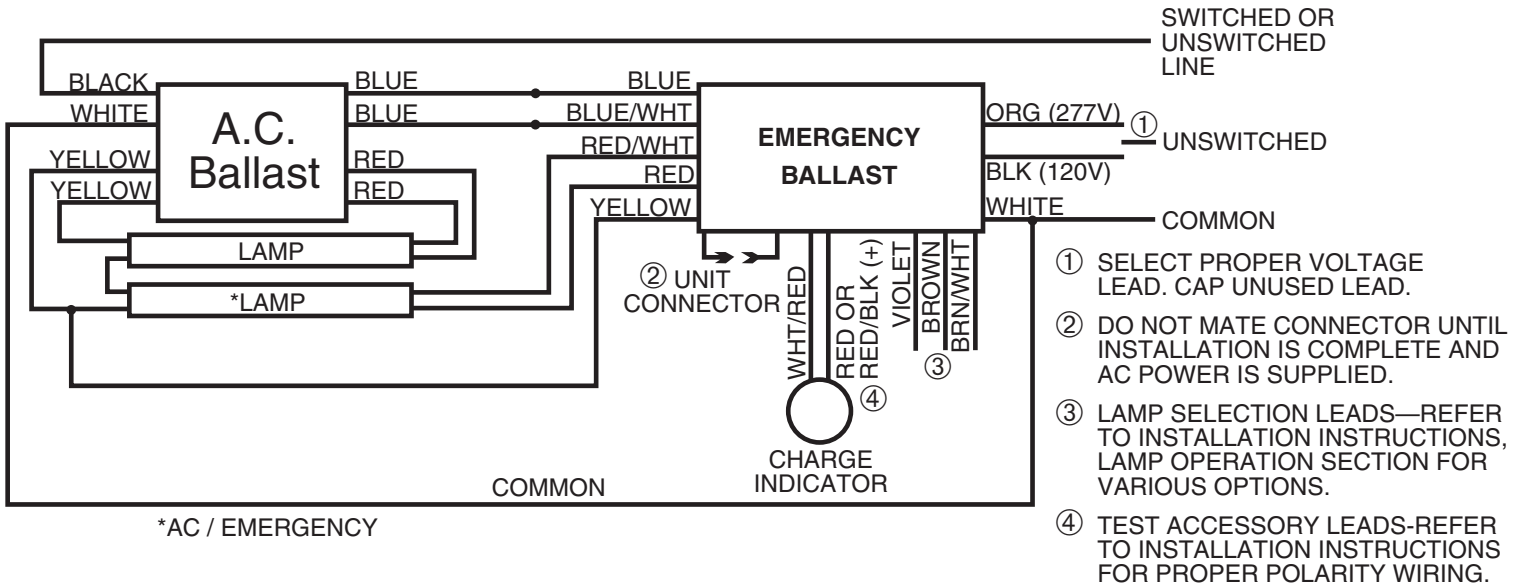 SWITCHED OR
UNSWITCHED
LINE
BLACK
WHITE
YELLOW
YELLOW
A.C.
Ballast
BLUE
BLUE
RED
RED
BLUE
BLUE/WHT
RED/WHT
RED
YELLOW
EMERGENCY
BALLAST
ORG (277V)
① UNSWITCHED
BLK (120V)
WHITE
COMMON
LAMP
*LAMP
② UNIT
CONNECTOR
WHT/RED
RED OR
RED/BLK (+)
④
VIOLET
BROWN
BRN/WHT
③
CHARGE
INDICATOR
COMMON
*AC / EMERGENCY
① SELECT PROPER VOLTAGE
LEAD. CAP UNUSED LEAD.
② DO NOT MATE CONNECTOR UNTIL
INSTALLATION IS COMPLETE AND
AC POWER IS SUPPLIED.
③ LAMP SELECTION LEADS—REFER
TO INSTALLATION INSTRUCTIONS,
LAMP OPERATION SECTION FOR
VARIOUS OPTIONS.
④ TEST ACCESSORY LEADS-REFER
TO INSTALLATION INSTRUCTIONS
FOR PROPER POLARITY WIRING.